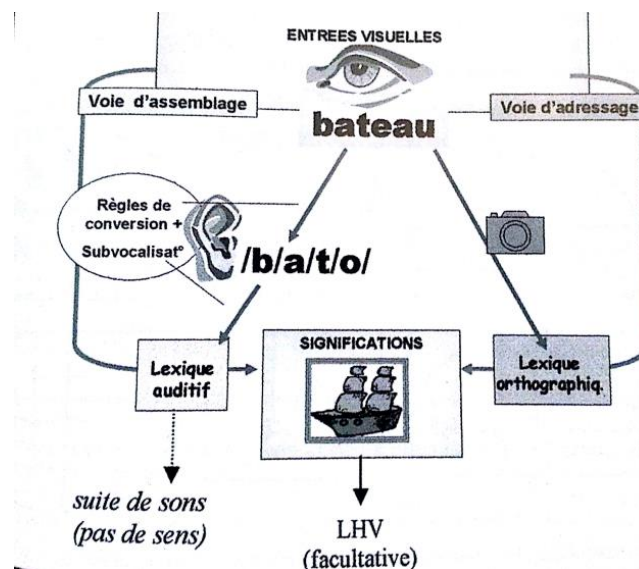 ENTREES VISUELLES
Voie d'assemblage
Voie d'adressage
bateau
Règles de
conversion +
Subvocalisat°
/b/a/t/o/
SIGNIFICATIONS
Lexique
auditif
Lexique
orthographiq.
suite de sons
(pas de sens)
LHV
(facultative)